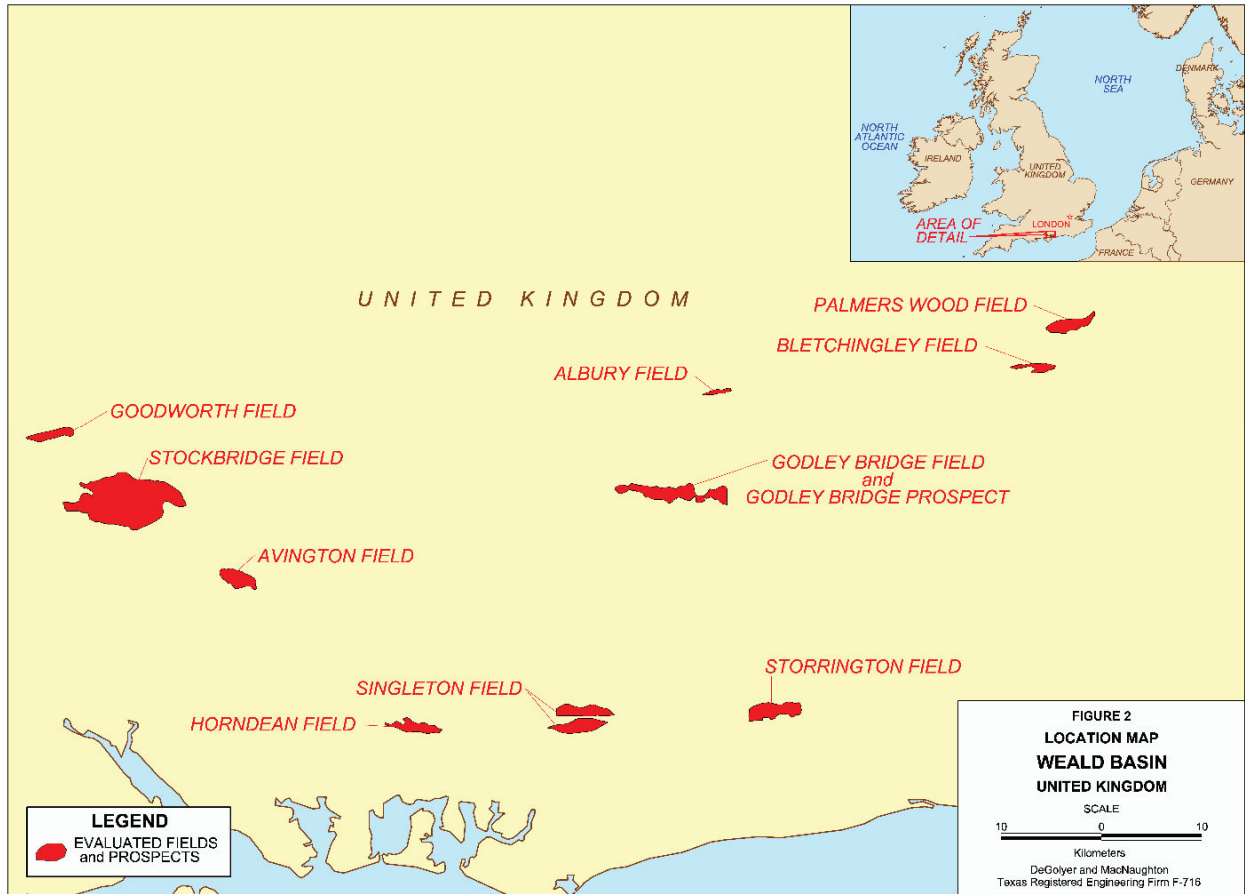 NORTH
SEA
DENMARK
NORTH
ATLANTIC
OCEAN
IRELAND
UNITED
KINGDOM
GERMANY
LONDON
AREA OF
DETAIL
FRANCE
UNITED KINGDOM
PALMERS WOOD FIELD
BLETCHINGLEY FIELD
ALBURY FIELD
GOODWORTH FIELD
STOCKBRIDGE FIELD
GODLEY BRIDGE FIELD
and
GODLEY BRIDGE PROSPECT
AVINGTON FIELD
STORRINGTON FIELD
SINGLETON FIELD
HORNDEAN FIELD
LEGEND
EVALUATED FIELDS
and PROSPECTS
FIGURE 2
LOCATION MAP
WEALD BASIN
UNITED KINGDOM
SCALE
10 0 10
Kilometers
DeGolyer and MacNaughton
Texas Registered Engineering Firm F-716